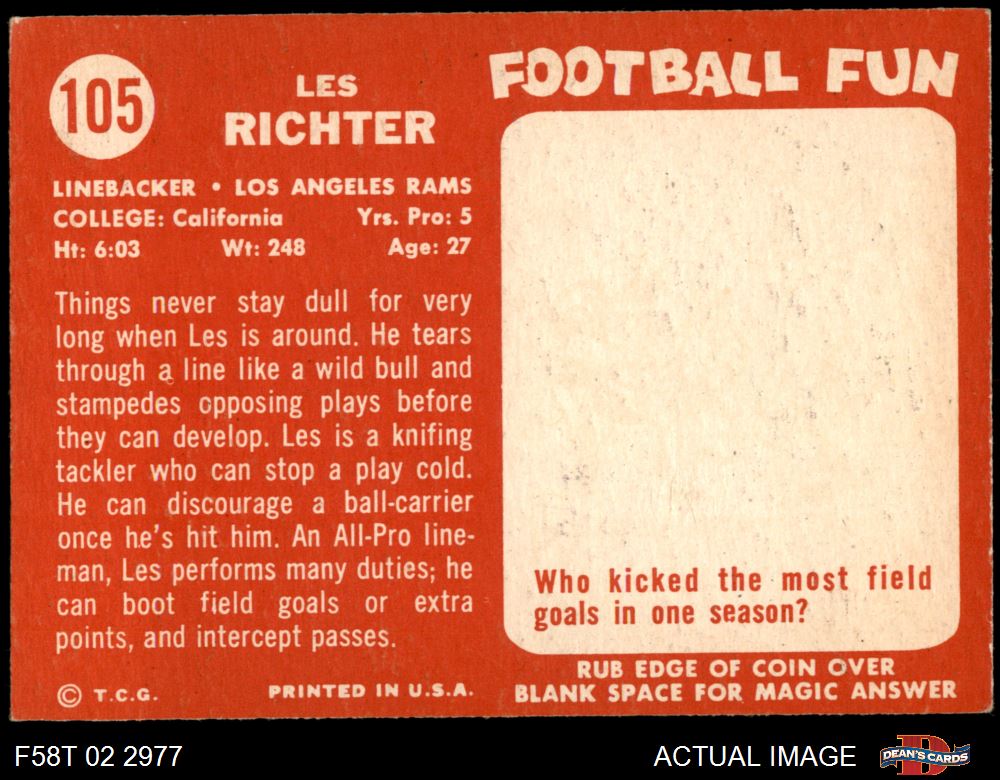 105
LES
RICHTER
LINEBACKER • LOS ANGELES RAMS
COLLEGE: California Yrs. Pro: 5
Ht: 6:03 Wt: 248 Age: 27
Things never stay dull for very
long when Les is around. He tears
through a line like a wild bull and
stampedes opposing plays before
they can develop. Les is a knifing
tackler who can stop a play cold.
He can discourage a ball-carrier
once he's hit him. An All-Pro line-
man, Les performs many duties; he
can boot field goals or extra
points, and intercept passes.
© T.C.G. PRINTED IN U.S.A.
FOOTBALL FUN
Who kicked the most field
goals in one season?
RUB EDGE OF COIN OVER
BLANK SPACE FOR MAGIC ANSWER
F58T 02 2977
ACTUAL IMAGE
DEAN'S CARDS